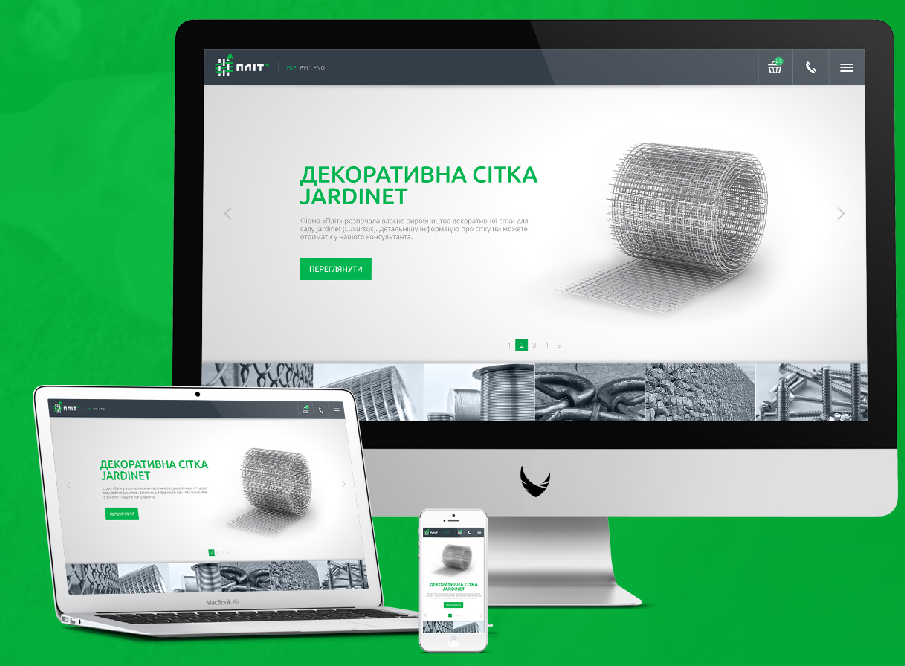 ПЛІТ
ДЕКОРАТИВНА СІТКА
JARDINET
Фірма «Пліт» розпочала власне виробництво декоративної сітки для
саду Jardinet детальнішу інформацію про сітку ви можете
отримати у нашого консультанта.
ПЕРЕГЛЯНУТИ
1 2 3 4 5
ПЛІТ
ДЕКОРАТИВНА СІТКА
JARDINET
ПЕРЕГЛЯНУТИ
MacBook Air
ПЛІТ
ДЕКОРАТИВНА СІТКА
JARDINET